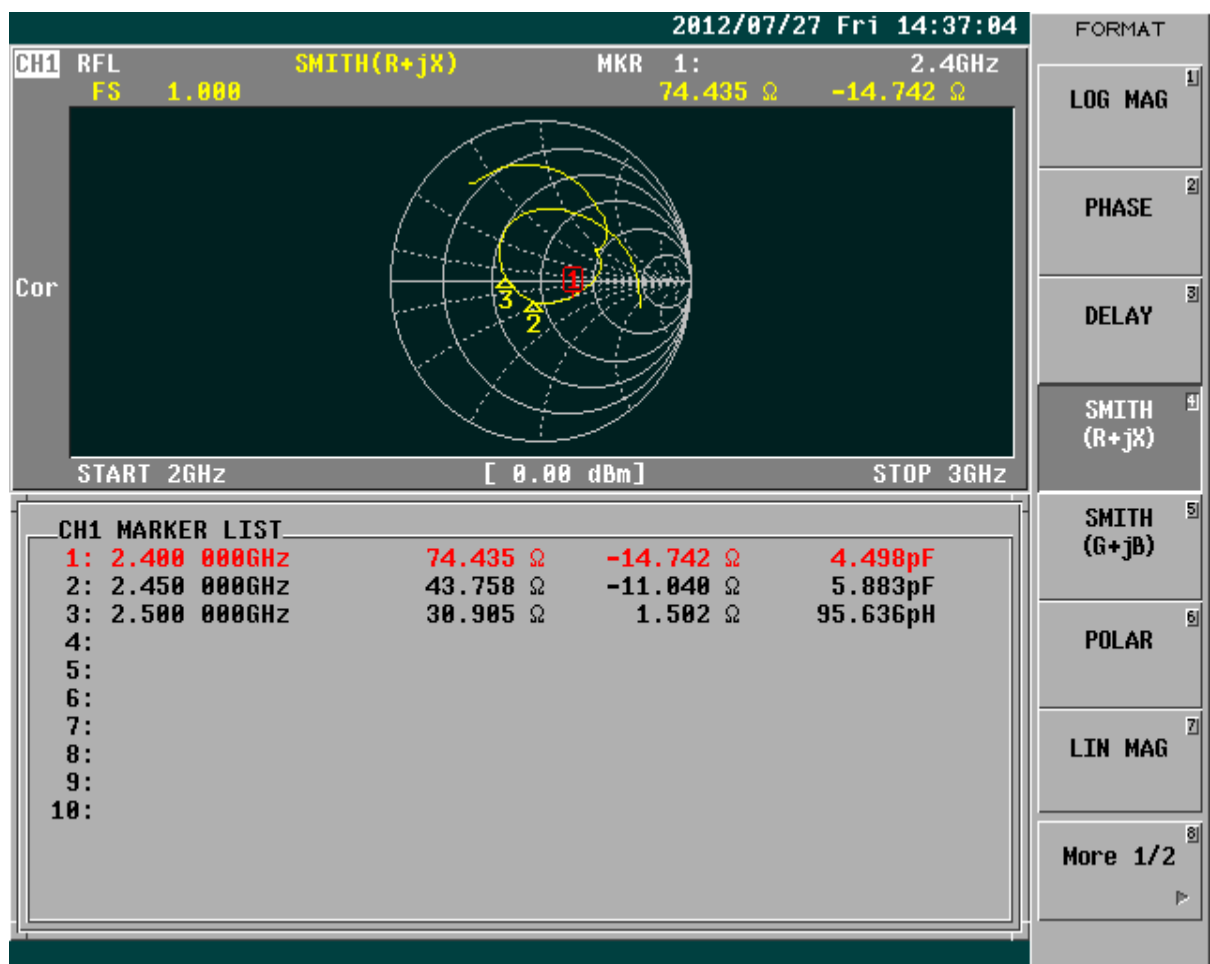 2012/07/27 Fri 14:37:04
CH1 RFL SMITH(R+jX) MKR 1: 2.4GHz
FS 1.000 74.435 Ω -14.742 Ω
Cor
1
3
2
START 2GHz [ 0.00 dBm] STOP 3GHz
CH1 MARKER LIST
1: 2.400 000GHz 74.435 Ω -14.742 Ω 4.498pF
2: 2.450 000GHz 43.758 Ω -11.040 Ω 5.883pF
3: 2.500 000GHz 30.905 Ω 1.502 Ω 95.636pH
4:
5:
6:
7:
8:
9:
10:
FORMAT
1
LOG MAG
2
PHASE
3
DELAY
4
SMITH
(R+jX)
5
SMITH
(G+jB)
6
POLAR
7
LIN MAG
8
More 1/2